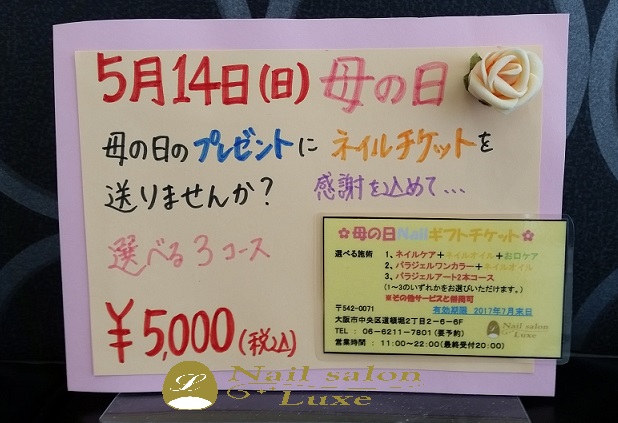 5月14日(日) 母の日
母の日のプレゼントに ネイルチケットを
送りませんか? 感謝を込めて...
選べる3コース
¥5,000(税込)
✿母の日Nailギフトチケット✿
選べる施術 1、ネイルケア+ネイルオイル+お口ケア
2、パラジェルワンカラー+ネイルオイル
3、パラジェルアート2本コース
(1~3のいずれかをお選びいただけます。)
※その他サービスと併用可
有効期限 2017年7月末日
〒542-0071
大阪市中央区道頓堀2丁目2-6-6F
TEL : 06-6211-7801(要予約)
営業時間 : 11:00~22:00(最終受付20:00)
Nail salon
Luxe
L
Nail salon
Luxe